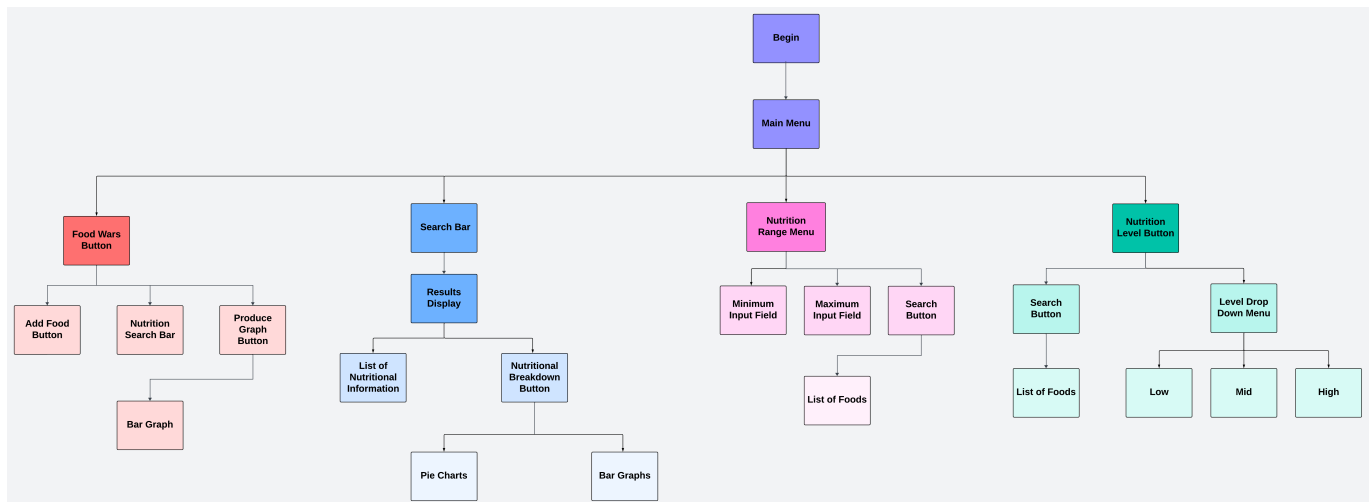 Begin
Main Menu
Food Wars
Button
Search Bar
Nutrition
Range Menu
Nutrition
Level Button
Add Food
Button
Nutrition
Search Bar
Produce
Graph
Button
Bar Graph
Results
Display
List of
Nutritional
Information
Nutritional
Breakdown
Button
Pie Charts
Bar Graphs
Minimum
Input Field
Maximum
Input Field
Search
Button
List of Foods
Search
Button
Level Drop
Down Menu
List of Foods
Low
Mid
High